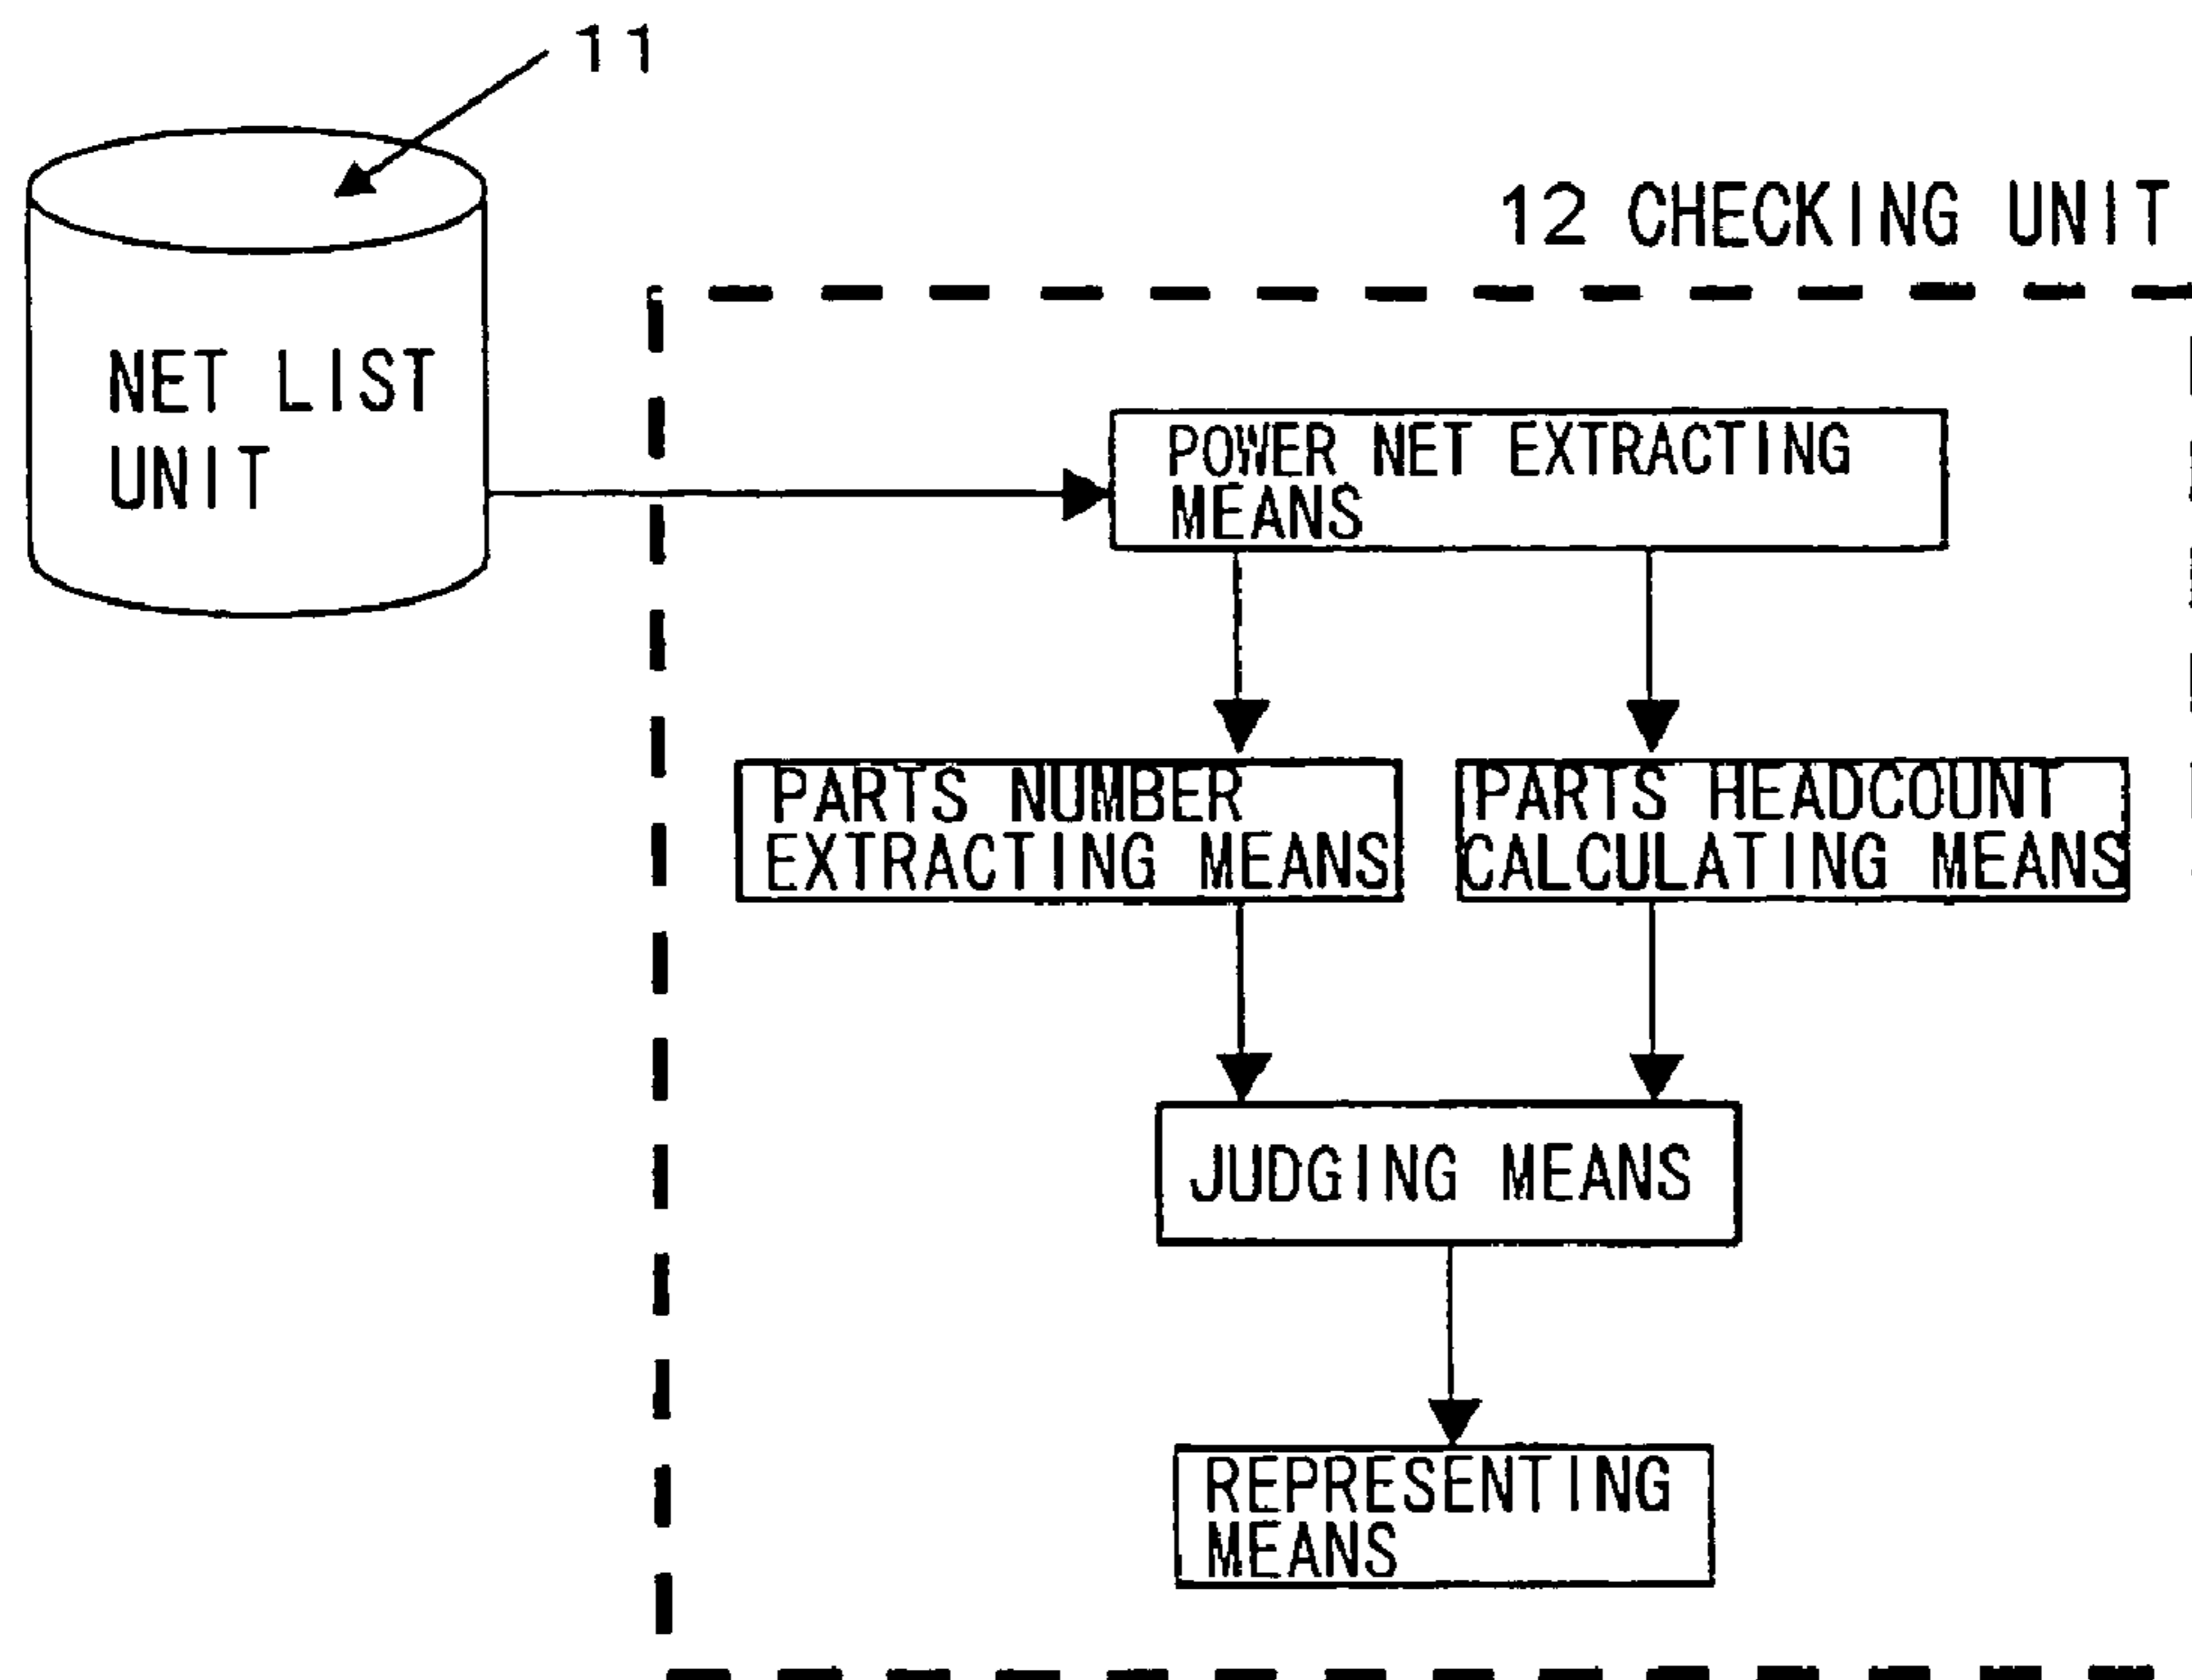 11
12 CHECKING UNIT
NET LIST
UNIT
POWER NET EXTRACTING
MEANS
PARTS NUMBER
EXTRACTING MEANS
PARTS HEADCOUNT
CALCULATING MEANS
JUDGING MEANS
REPRESENTING
MEANS